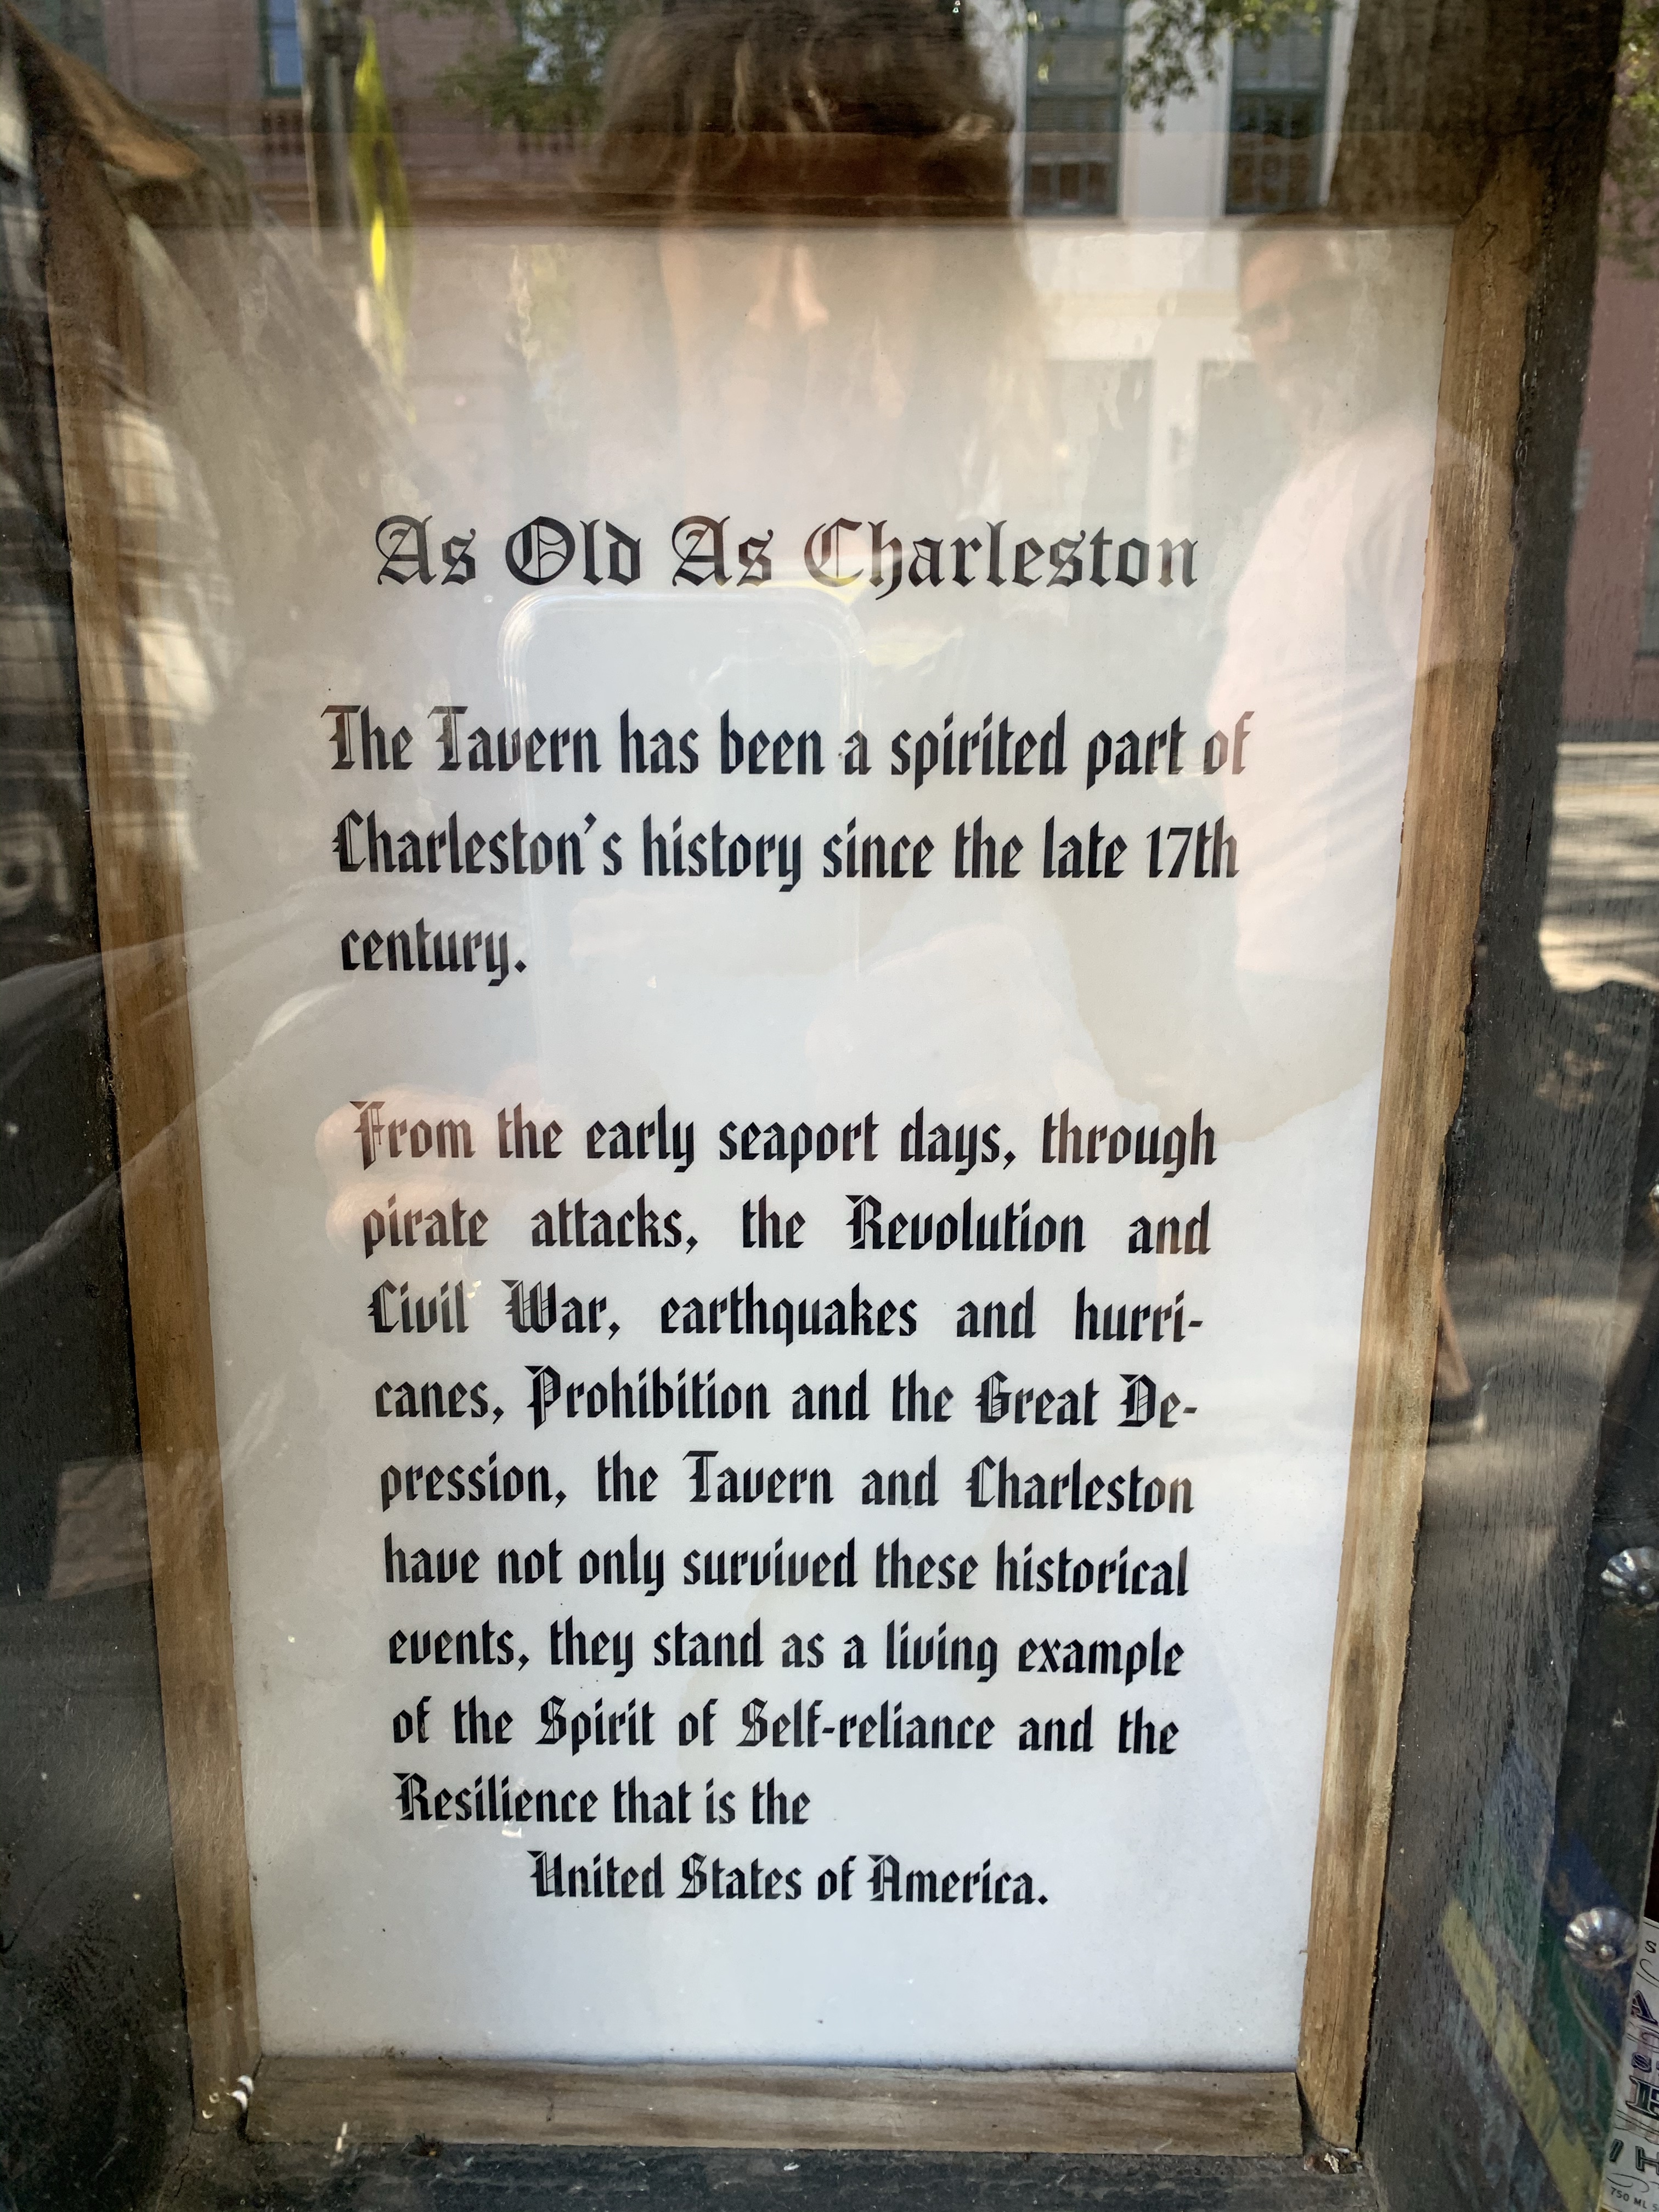 As Old As Charleston
The Tavern has been a spirited part of
Charleston's history since the late 17th
century.
From the early seaport days, through
pirate attacks, the Revolution and
Civil War, earthquakes and hurri-
canes, Prohibition and the Great De-
pression, the Tavern and Charleston
have not only survived these historical
events, they stand as a living example
of the Spirit of Self-reliance and the
Resilience that is the
United States of America.
750 ML